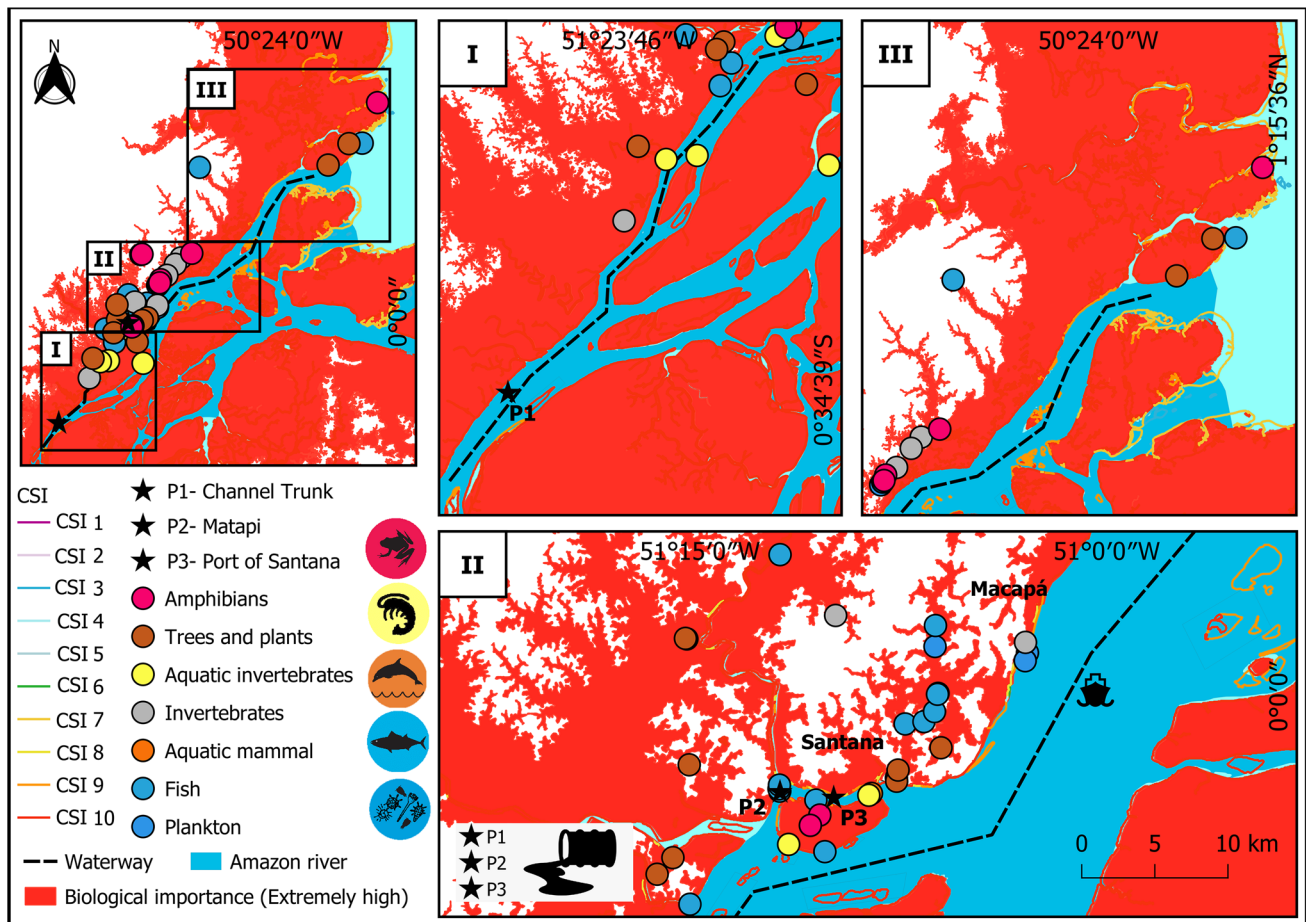 N
50°24′0″W
III
II
I
0°0′0″
I
51°23′46″W
P1
0°34′39″S
III
50°24′0″W
1°15′36″N
CSI
CSI 1
CSI 2
CSI 3
CSI 4
CSI 5
CSI 6
CSI 7
CSI 8
CSI 9
CSI 10
P1- Channel Trunk
P2- Matapi
P3- Port of Santana
Amphibians
Trees and plants
Aquatic invertebrates
Invertebrates
Aquatic mammal
Fish
Plankton
Waterway
Amazon river
Biological importance (Extremely high)
II
51°15′0″W
51°0′0″W
Macapá
0°0′0″
Santana
P2
P3
P1
P2
P3
0 5 10 km